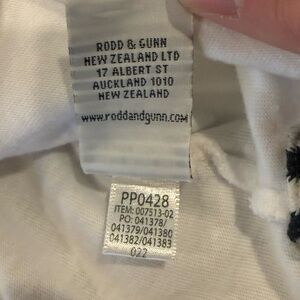 RODD & GUNN
NEW ZEALAND LTD
17 ALBERT ST
AUCKLAND 1010
NEW ZEALAND
www.roddandgunn.com
PP0428
ITEM: 007513-02
PO: 041378/
041379/041380
041382/041383
022